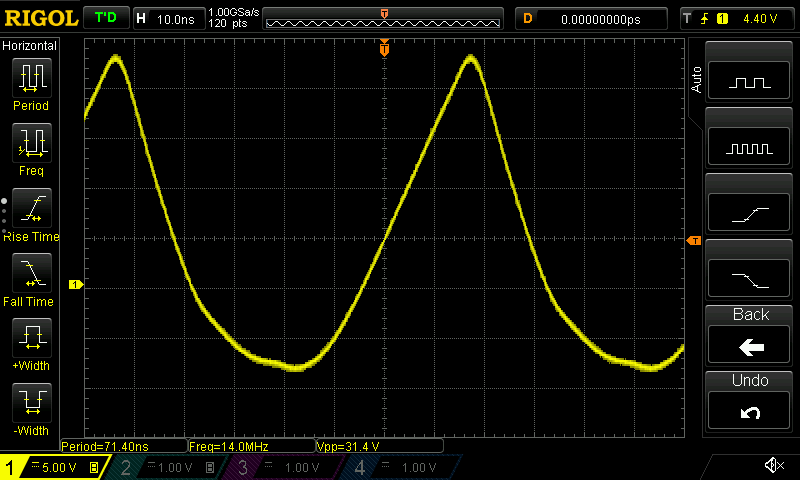 RIGOL T'D H 10.0ns 1.00GSa/s 120 pts T D 0.00000000ps T 1 4.40 V
Horizontal
Period
Freq
Rise Time
Fall Time
+Width
-Width
T
1
T
Auto
Back
Undo
Period=71.40ns Freq=14.0MHz Vpp=31.4 V
1 5.00 V B 2 1.00 V B 3 1.00 V 4 1.00 V